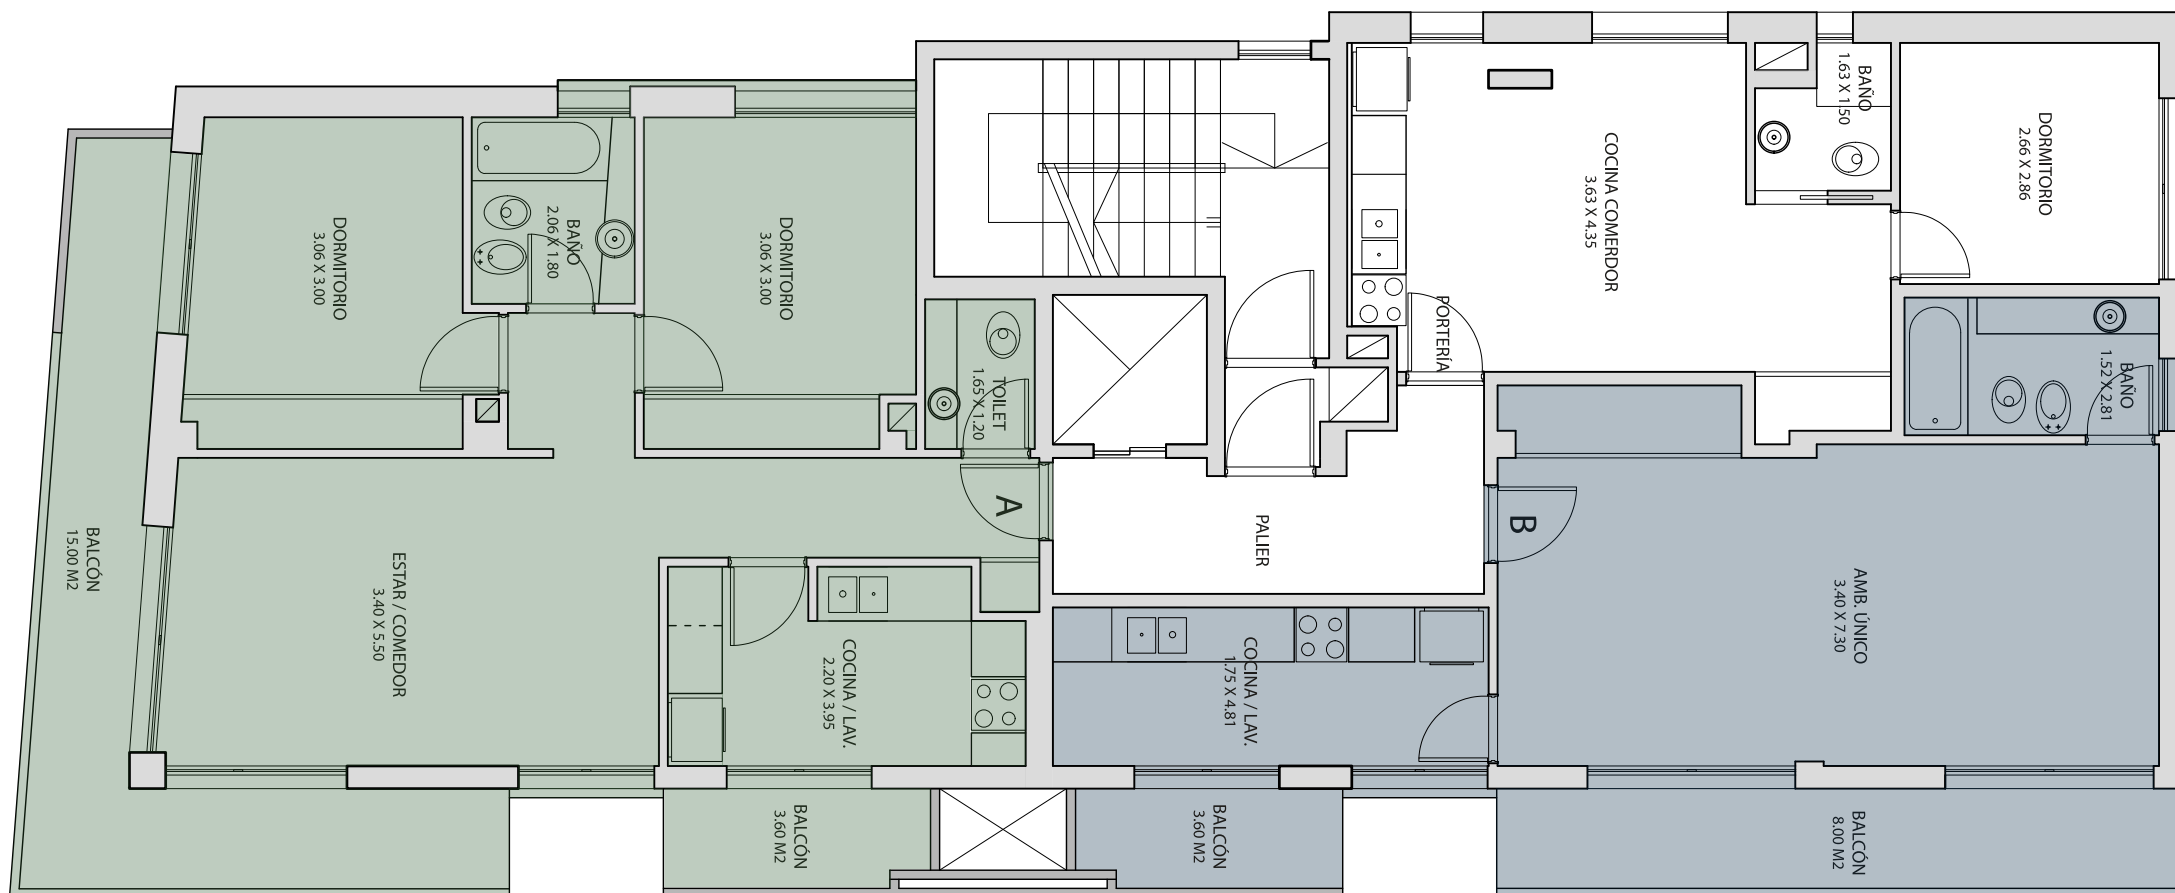 DORMITORIO
3.06 X 3.00
BAÑO
2.06 X 1.80
DORMITORIO
3.06 X 3.00
TOILET
1.65 X 1.20
A
BALCÓN
15.00 M2
ESTAR / COMEDOR
3.40 X 5.50
COCINA / LAV.
2.20 X 3.95
BALCÓN
3.60 M2
PALIER
PORTERÍA
COCINA COMERDOR
3.63 X 4.35
BAÑO
1.63 X 1.50
DORMITORIO
2.66 X 2.86
BAÑO
1.52 X 2.81
B
AMB. ÚNICO
3.40 X 7.30
COCINA / LAV.
1.75 X 4.81
BALCÓN
3.60 M2
BALCÓN
8.00 M2